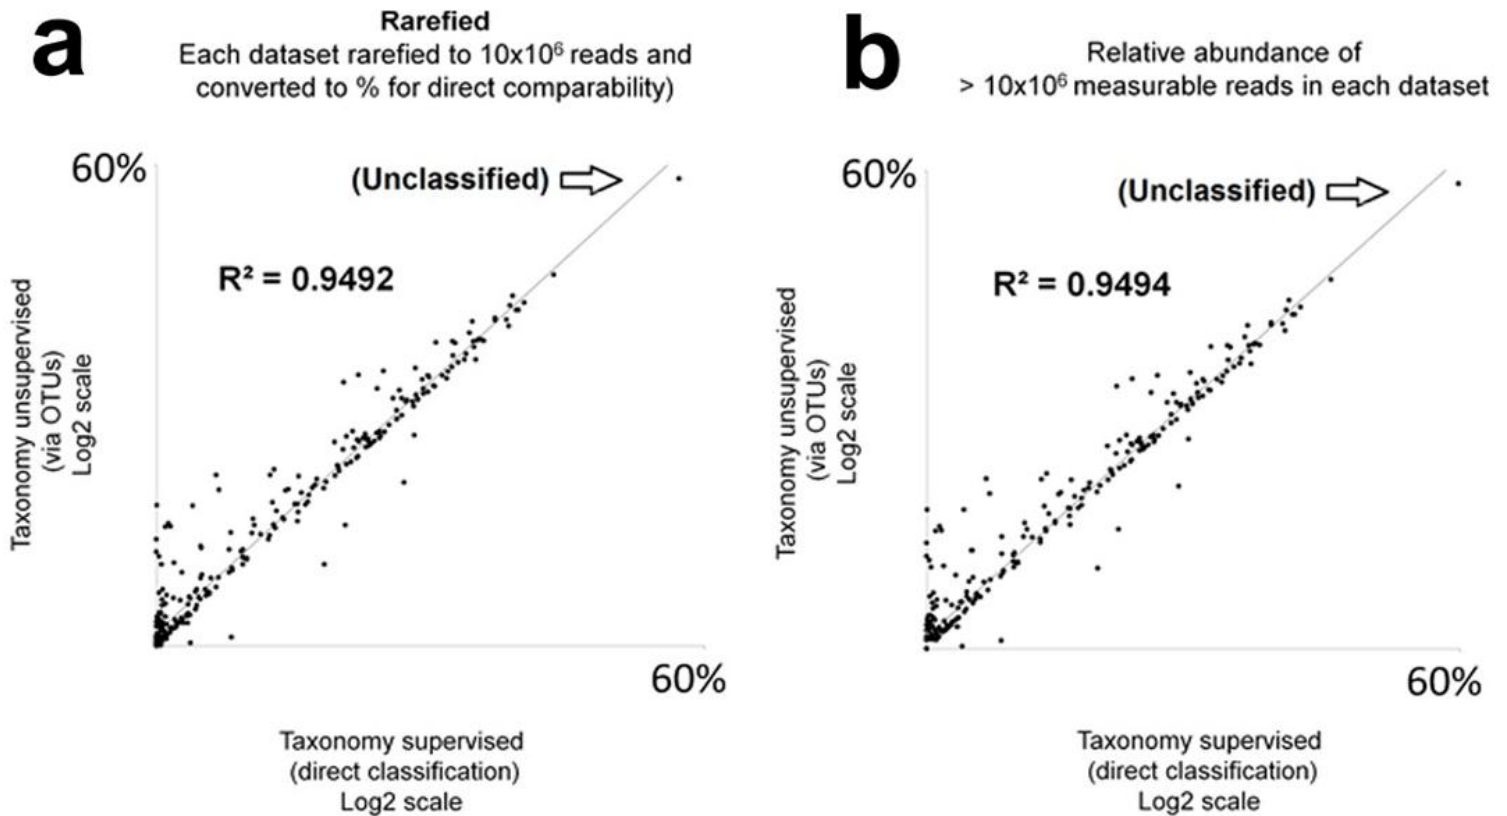 a
Rarefied
Each dataset rarefied to 10x10⁶ reads and
converted to % for direct comparability)
60%
(Unclassified)
R² = 0.9492
Taxonomy unsupervised
(via OTUs)
Log2 scale
60%
Taxonomy supervised
(direct classification)
Log2 scale
b
Relative abundance of
> 10x10⁶ measurable reads in each dataset
60%
(Unclassified)
R² = 0.9494
Taxonomy unsupervised
(via OTUs)
Log2 scale
60%
Taxonomy supervised
(direct classification)
Log2 scale